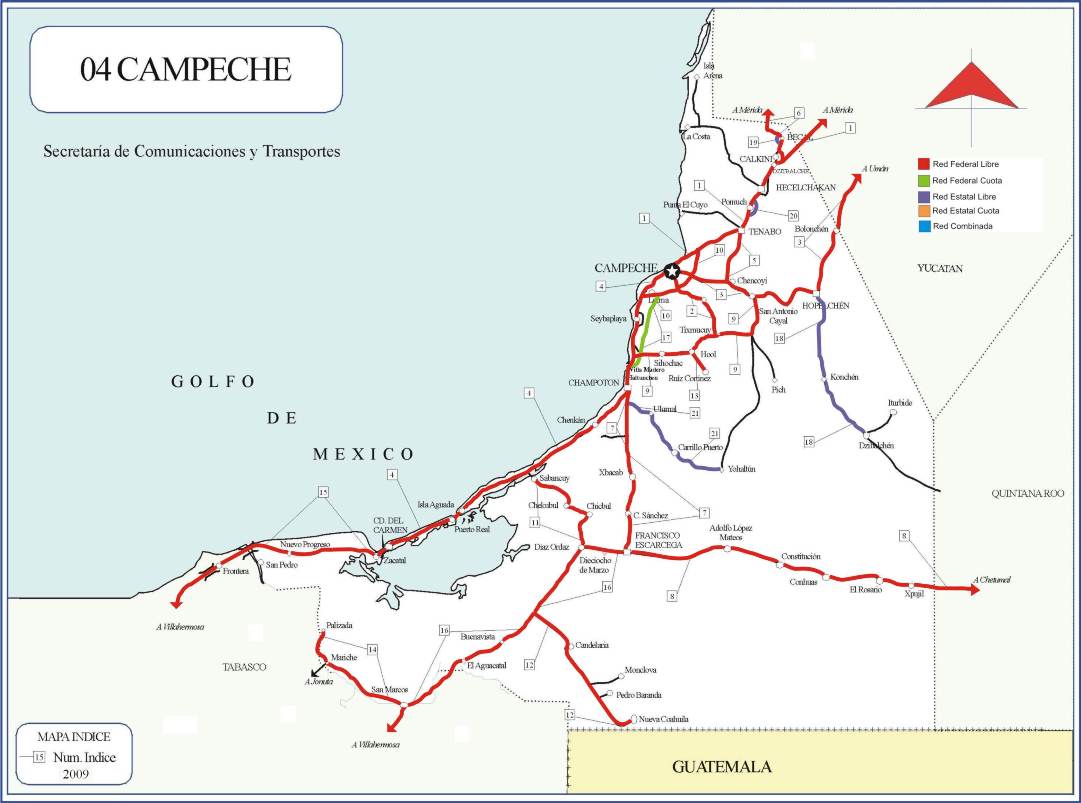 04 CAMPECHE
Secretaría de Comunicaciones y Transportes
Isla
Arena
La Costa
A Mérida
6
A Mérida
1
19
BECAL
CALKINI
DZITBALCHE
HECELCHAKAN
A Umán
1
Punta El Cuyo
Pomuch
20
1
TENABO
Bolonchén
10
3
5
CAMPECHE
4
Chencoyi
Lerma
3
2
San Antonio
Cayal
HOPELCHÉN
Seybaplaya
10
9
Tixmucuy
17
18
Sihochac
Hool
Villa Madero
Ruiz Cortinez
9
CHAMPOTON
9
13
Pich
Konchén
Red Federal Libre
Red Federal Cuota
Red Estatal Libre
Red Estatal Cuota
Red Combinada
YUCATAN
GOLFO
DE
MEXICO
4
Chenkán
7
Ulumal
21
21
Carrillo Puerto
Yohaltún
18
Iturbide
Dzibalchén
QUINTANA ROO
4
15
Xbacab
Sabancuy
Isla Aguada
Chekubul
Chicbul
C. Sánchez
7
CD. DEL
CARMEN
Puerto Real
11
Adolfo López
Mateos
8
Nuevo Progreso
San Pedro
Zacatal
Frontera
Diaz Ordaz
FRANCISCO
ESCARCEGA
Dieciocho
de Marzo
Constitución
Conhuas
El Rosario
Xpujil
A Chetumal
16
8
A Villahermosa
Palizada
16
Buenavista
14
Mariche
TABASCO
A Jonuta
El Aguacatal
12
Candelaria
San Marcos
Monclova
Pedro Baranda
12
Nueva Coahuila
A Villahermosa
MAPA INDICE
15 Num. Indice
2009
GUATEMALA